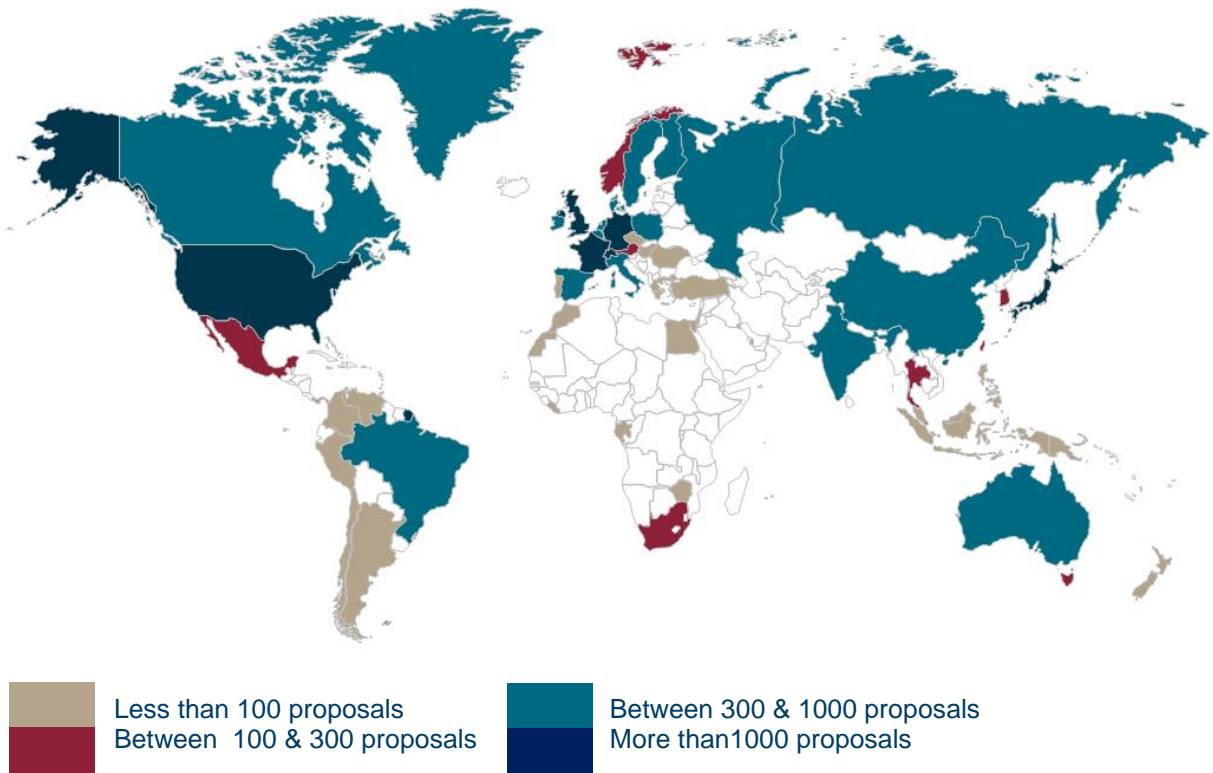 Less than 100 proposals
Between  100 & 300 proposals
Between 300 & 1000 proposals
More than1000 proposals